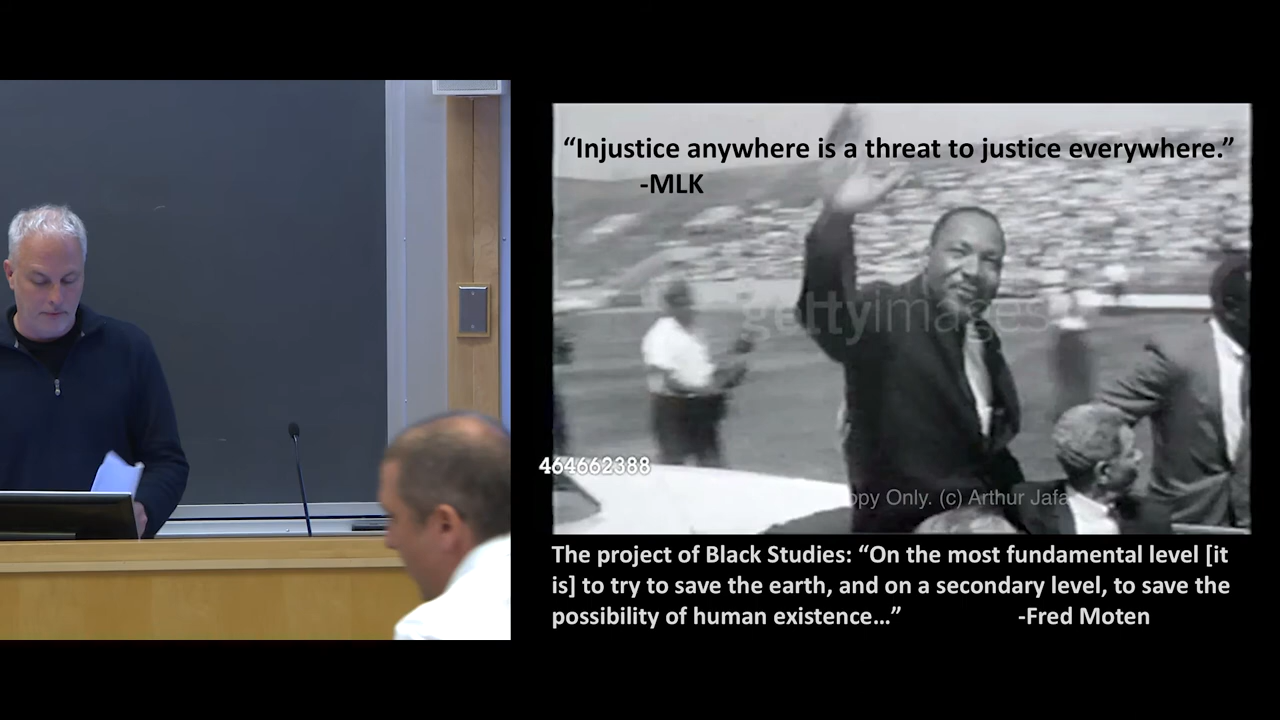 “Injustice anywhere is a threat to justice everywhere.”
-MLK
gettyimages
464662388
opy Only. (c) Arthur Jafa
The project of Black Studies: “On the most fundamental level [it
is] to try to save the earth, and on a secondary level, to save the
possibility of human existence…” -Fred Moten